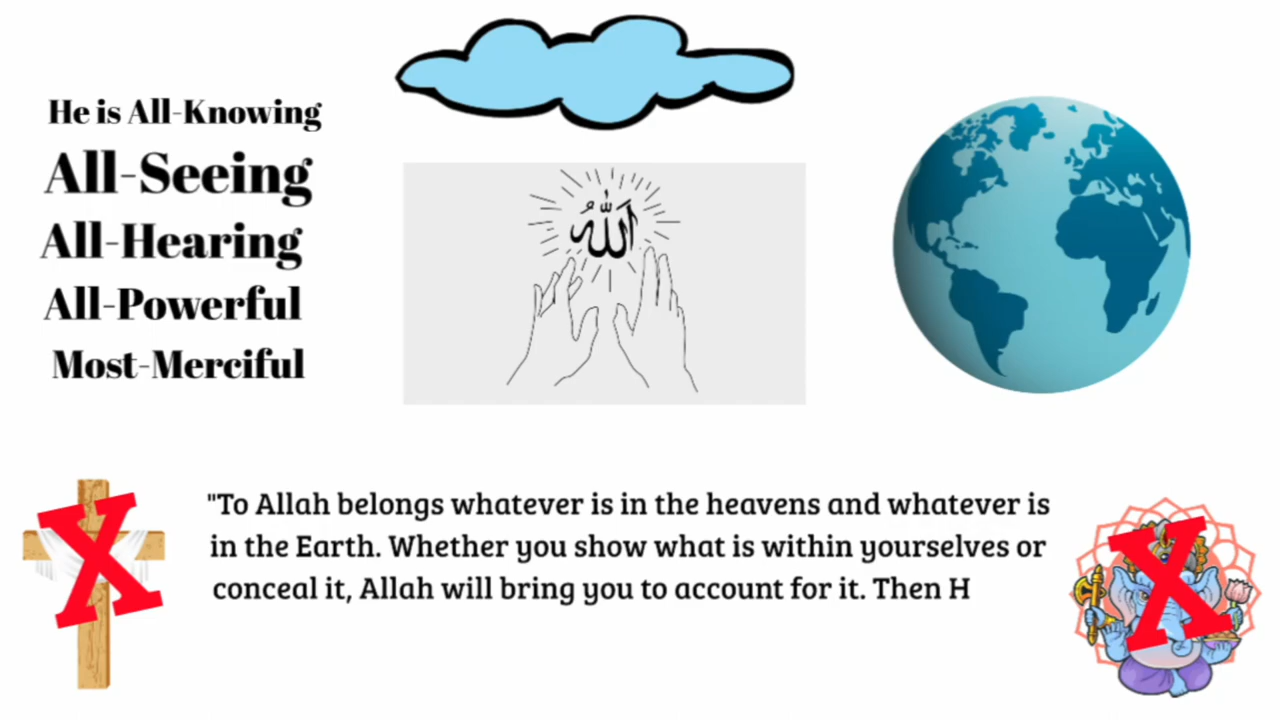 He is All-Knowing
All-Seeing
All-Hearing
All-Powerful
Most-Merciful
اللّٰهُ
X
"To Allah belongs whatever is in the heavens and whatever is
in the Earth. Whether you show what is within yourselves or
conceal it, Allah will bring you to account for it. Then H
X